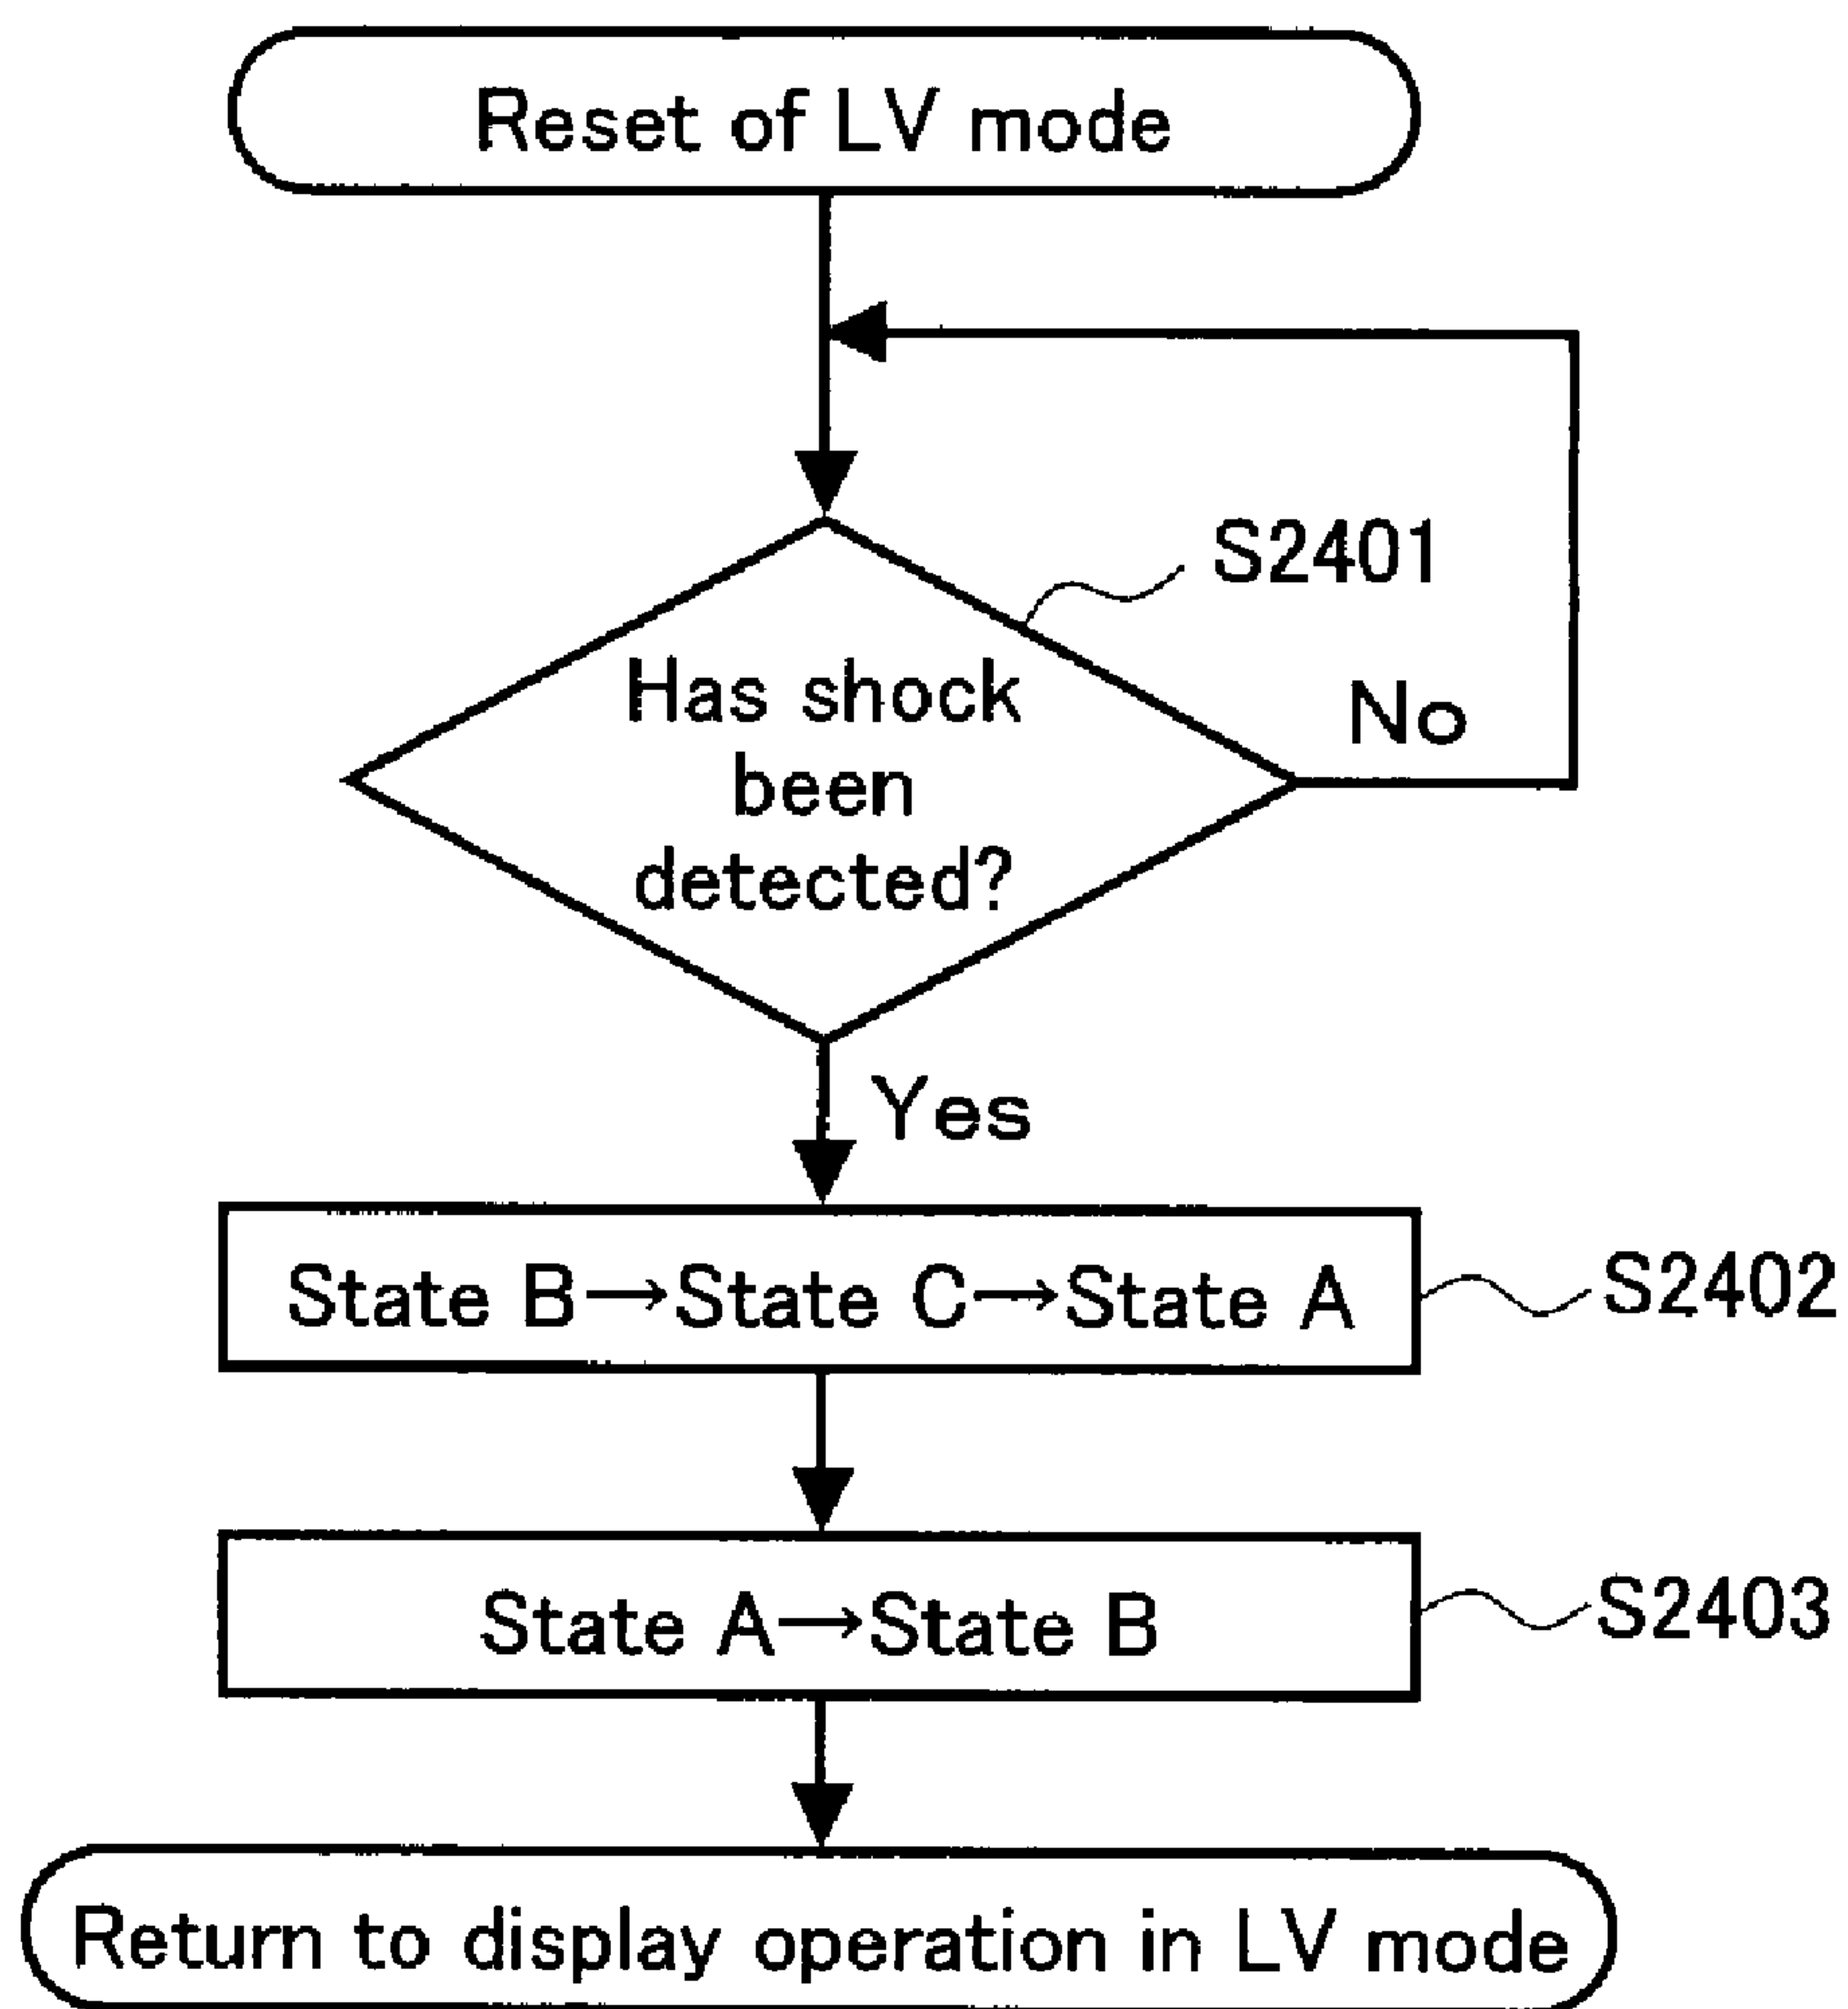 Reset of LV mode
S2401
Has shock
been
detected?
No
Yes
State B→State C→State A
S2402
State A→State B
S2403
Return to display operation in LV mode